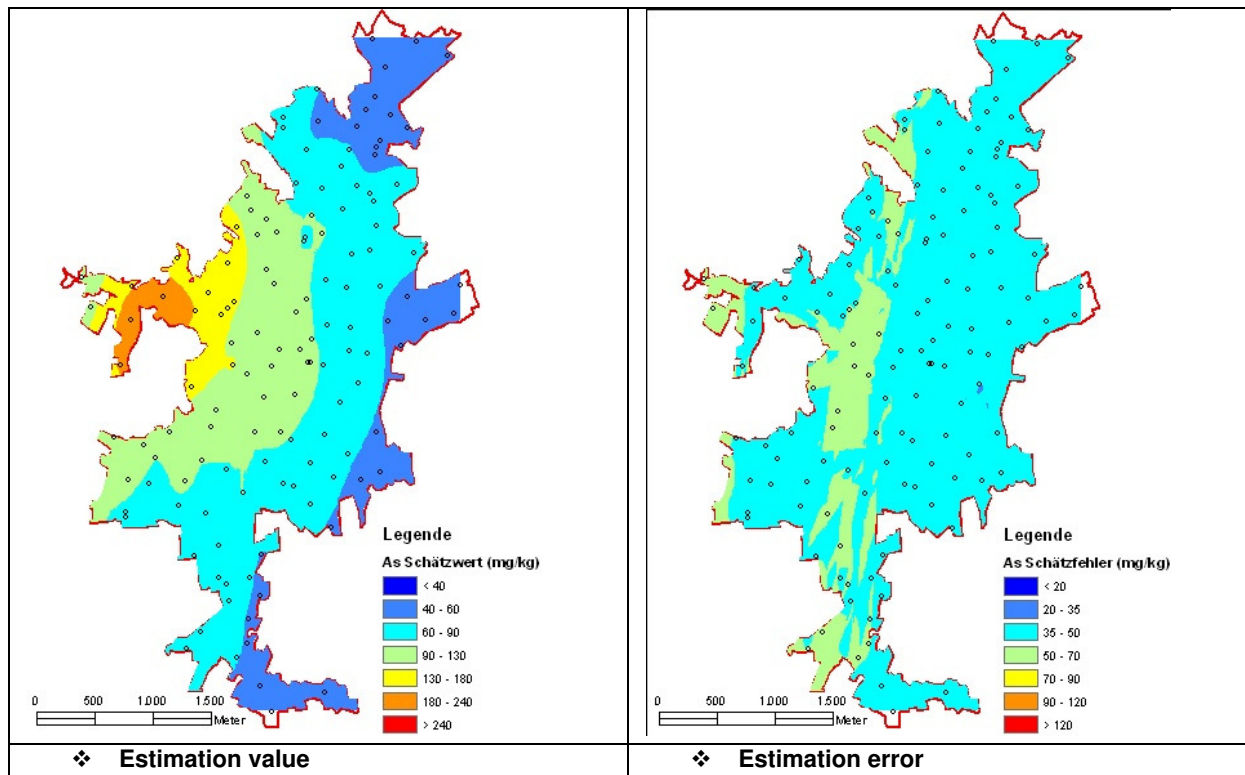 Legende
As Schätzwert (mg/kg)
< 40
40 - 60
60 - 90
90 - 130
130 - 180
180 - 240
> 240
0 500 1.000 1.500
Meter
❖ Estimation value
Legende
As Schätzfehler (mg/kg)
< 20
20 - 35
35 - 50
50 - 70
70 - 90
90 - 120
> 120
0 500 1.000 1.500
Meter
❖ Estimation error